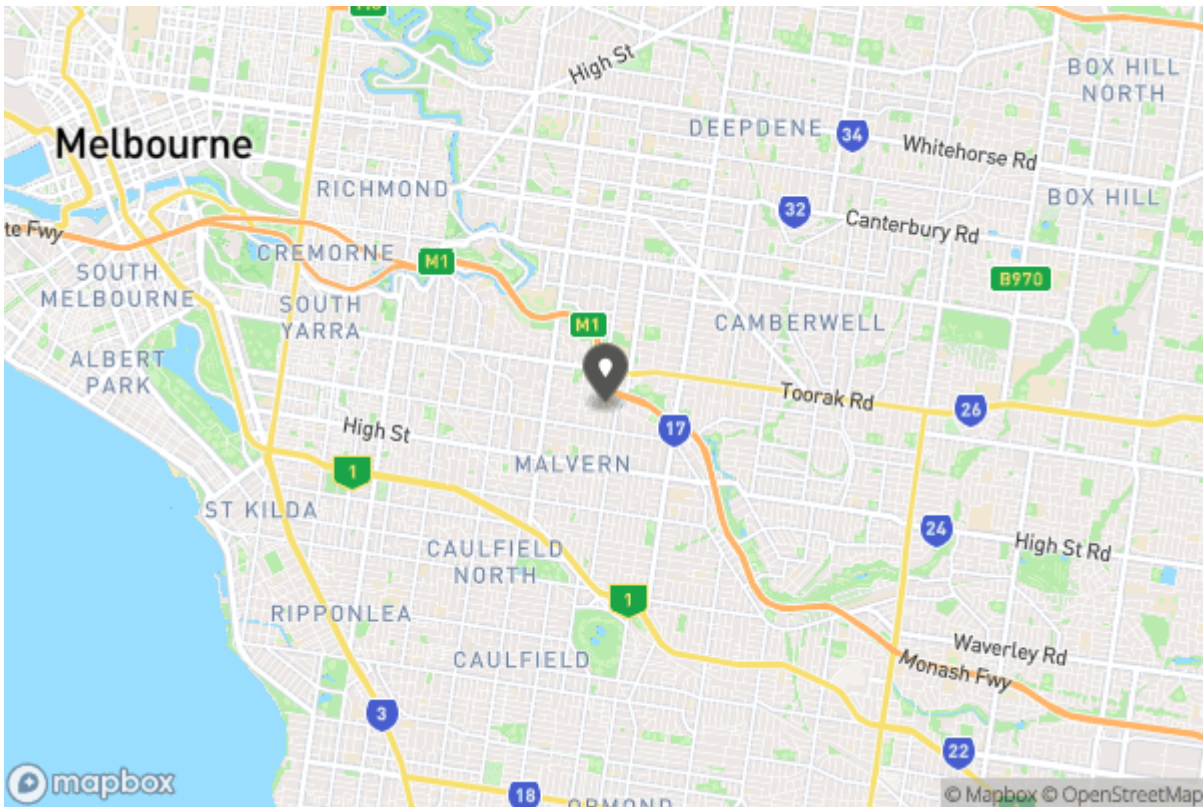 High St
BOX HILL
NORTH
DEEPDENE
34
Whitehorse Rd
Melbourne
RICHMOND
32
BOX HILL
Canterbury Rd
te Fwy
CREMORNE
M1
SOUTH
MELBOURNE
B970
SOUTH
YARRA
M1
CAMBERWELL
ALBERT
PARK
Toorak Rd
26
High St
17
MALVERN
1
ST KILDA
24
High St Rd
CAULFIELD
NORTH
1
RIPPONLEA
Waverley Rd
CAULFIELD
Monash Fwy
3
22
mapbox
18
ORMOND
© Mapbox © OpenStreetMap